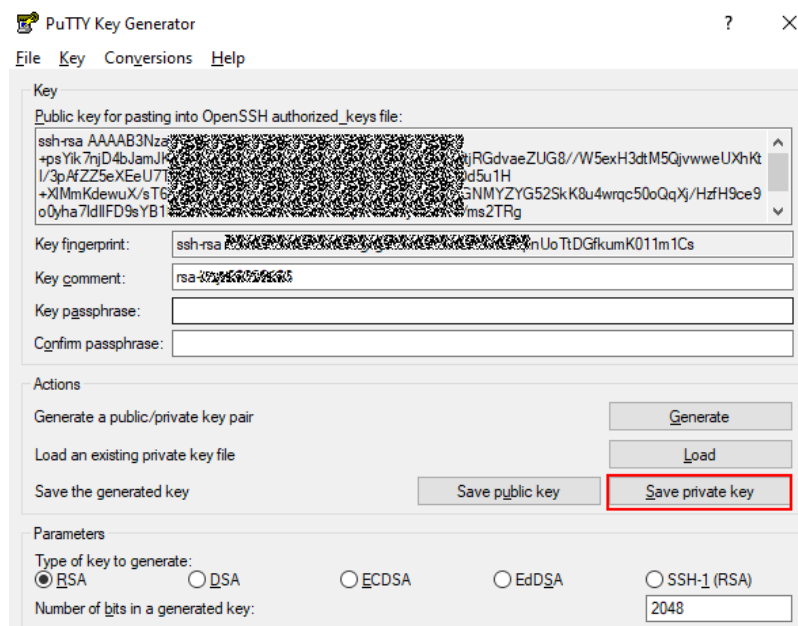 PuTTY Key Generator
? ×
File Key Conversions Help
Key
Public key for pasting into OpenSSH authorized_keys file:
ssh-rsa AAAAB3Nza
+psYik7njD4bJamJK tjRGdvaeZUG8//W5exH3dtM5QjvwweUXhKt
I/3pAfZZ5eXEeU7T Jd5u1H
+XIMmKdewuX/sT6 GNMYZYG52SkK8u4wrqc50oQqXj/HzfH9ce9
o0yha7ldIIFD9sYB1 /ms2TRg
Key fingerprint: ssh-rsa nUoTtDGfkumK011m1Cs
Key comment: rsa-
Key passphrase:
Confirm passphrase:
Actions
Generate a public/private key pair Generate
Load an existing private key file Load
Save the generated key Save public key Save private key
Parameters
Type of key to generate:
RSA DSA ECDSA EdDSA SSH-1 (RSA)
Number of bits in a generated key: 2048